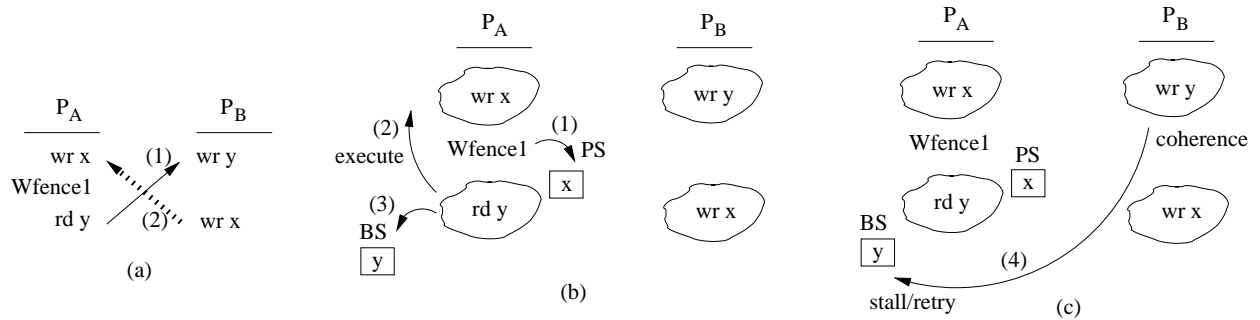 P_A P_B
wr x (1) wr y
Wfence1
rd y (2) wr x
(a)
P_A P_B
wr x wr y
(2) Wfence1 (1) PS
execute x
(3) rd y wr x
BS
y
(b)
P_A P_B
wr x wr y
Wfence1 coherence
PS
rd y x wr x
BS
y (4)
stall/retry (c)